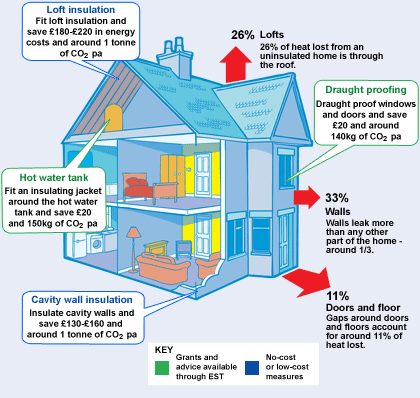 Loft insulation
Fit loft insulation and
save £180-£220 in energy
costs and around 1 tonne
of CO2 pa
26% Lofts
26% of heat lost from an
uninsulated home is through
the roof.
Draught proofing
Draught proof windows
and doors and save
£20 and around
140kg of CO2 pa
Hot water tank
Fit an insulating jacket
around the hot water
tank and save £20
and 150kg of CO2 pa
33%
Walls
Walls leak more
than any other
part of the home -
around 1/3.
Cavity wall insulation
Insulate cavity walls and
save £130-£160 and
around 1 tonne of CO2 pa
11%
Doors and floor
Gaps around doors
and floors account
for around 11% of
heat lost.
KEY
Grants and
advice available
through EST
No-cost
or low-cost
measures